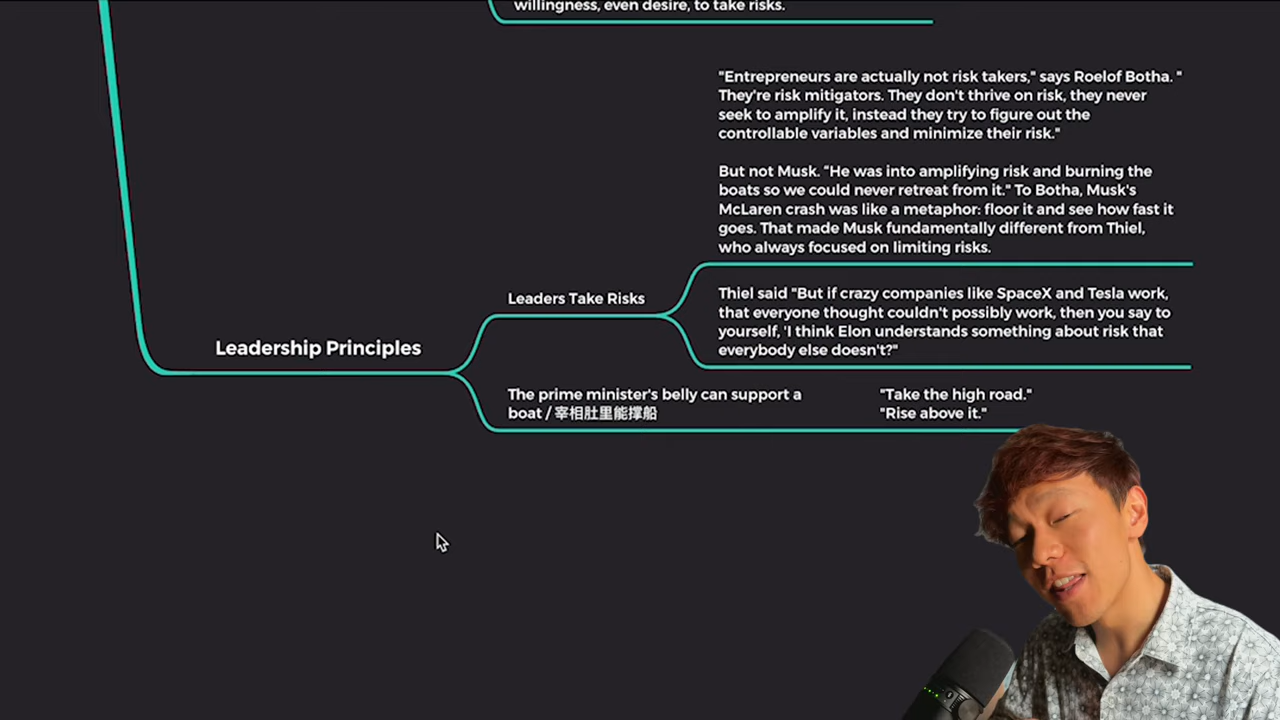 willingness, even desire, to take risks.
"Entrepreneurs are actually not risk takers," says Roelof Botha. "
They're risk mitigators. They don't thrive on risk, they never
seek to amplify it, instead they try to figure out the
controllable variables and minimize their risk."
But not Musk. "He was into amplifying risk and burning the
boats so we could never retreat from it." To Botha, Musk's
McLaren crash was like a metaphor: floor it and see how fast it
goes. That made Musk fundamentally different from Thiel,
who always focused on limiting risks.
Leaders Take Risks
Thiel said "But if crazy companies like SpaceX and Tesla work,
that everyone thought couldn't possibly work, then you say to
yourself, 'I think Elon understands something about risk that
everybody else doesn't?"
Leadership Principles
The prime minister's belly can support a
boat / 宰相肚里能撑船
"Take the high road."
"Rise above it."